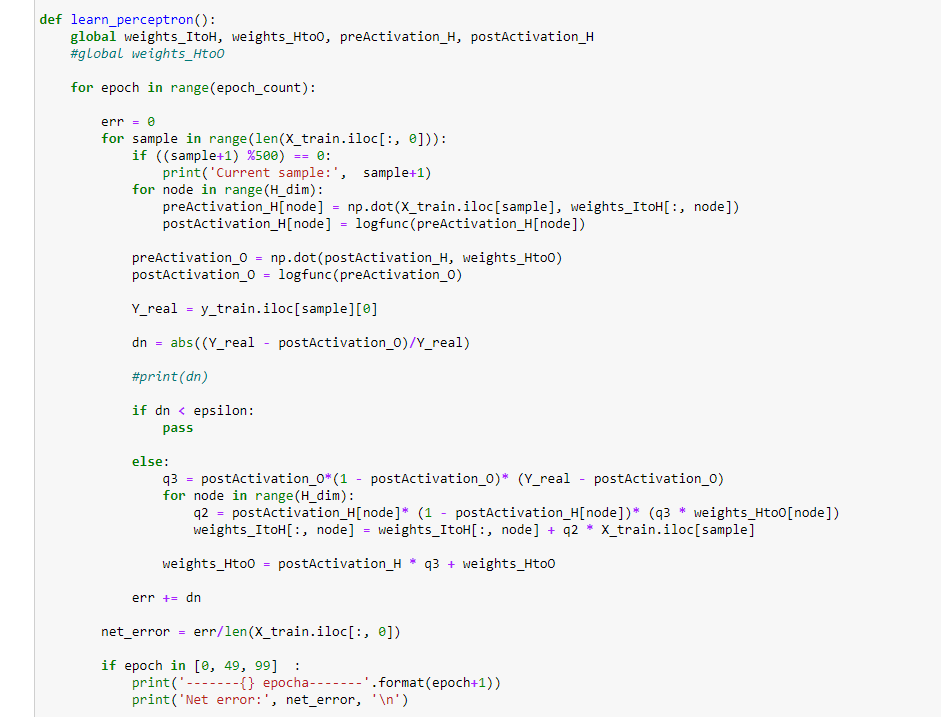 def learn_perceptron():
    global weights_ItoH, weights_HtoO, preActivation_H, postActivation_H
    #global weights_HtoO
    for epoch in range(epoch_count):
        err = 0
        for sample in range(len(X_train.iloc[:, 0])):
            if ((sample+1) %500) == 0:
                print('Current sample:',  sample+1)
            for node in range(H_dim):
                preActivation_H[node] = np.dot(X_train.iloc[sample], weights_ItoH[:, node])
                postActivation_H[node] = logfunc(preActivation_H[node])
            preActivation_O = np.dot(postActivation_H, weights_HtoO)
            postActivation_O = logfunc(preActivation_O)
            Y_real = y_train.iloc[sample][0]
            dn = abs((Y_real - postActivation_O)/Y_real)
            #print(dn)
            if dn < epsilon:
                pass
            else:
                q3 = postActivation_O*(1 - postActivation_O)* (Y_real - postActivation_O)
                for node in range(H_dim):
                    q2 = postActivation_H[node]* (1 - postActivation_H[node])* (q3 * weights_HtoO[node])
                    weights_ItoH[:, node] = weights_ItoH[:, node] + q2 * X_train.iloc[sample]
                weights_HtoO = postActivation_H * q3 + weights_HtoO
            err += dn
        net_error = err/len(X_train.iloc[:, 0])
        if epoch in [0, 49, 99]  :
            print('-------{} epocha-------'.format(epoch+1))
            print('Net error:', net_error, '\n')